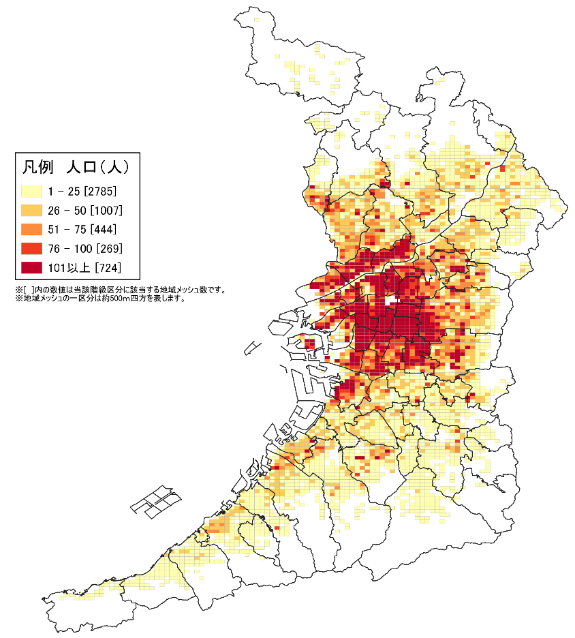 凡例 人口(人)
1 - 25 [2785]
26 - 50 [1007]
51 - 75 [444]
76 - 100 [269]
101以上 [724]
※[ ]内の数値は当該階級区分に該当する地域メッシュ数です。
※地域メッシュの一区分は約500m四方を表します。